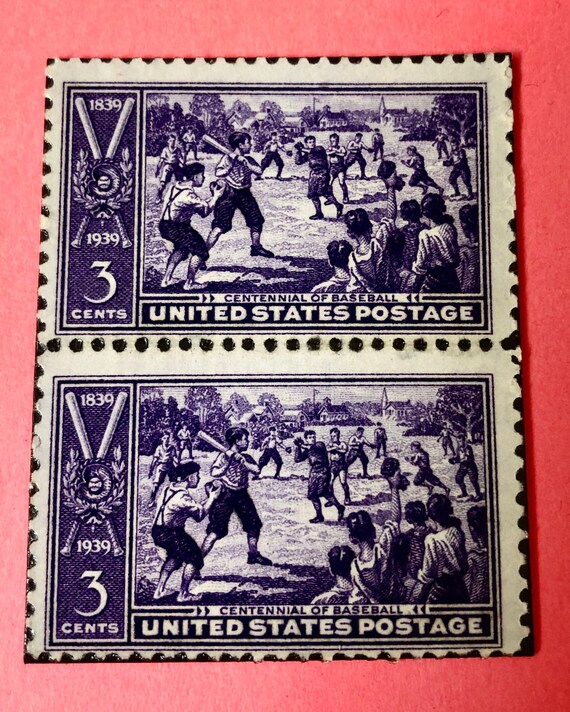 1839
1939
3
CENTS
CENTENNIAL OF BASEBALL
UNITED STATES POSTAGE
1839
1939
3
CENTS
CENTENNIAL OF BASEBALL
UNITED STATES POSTAGE